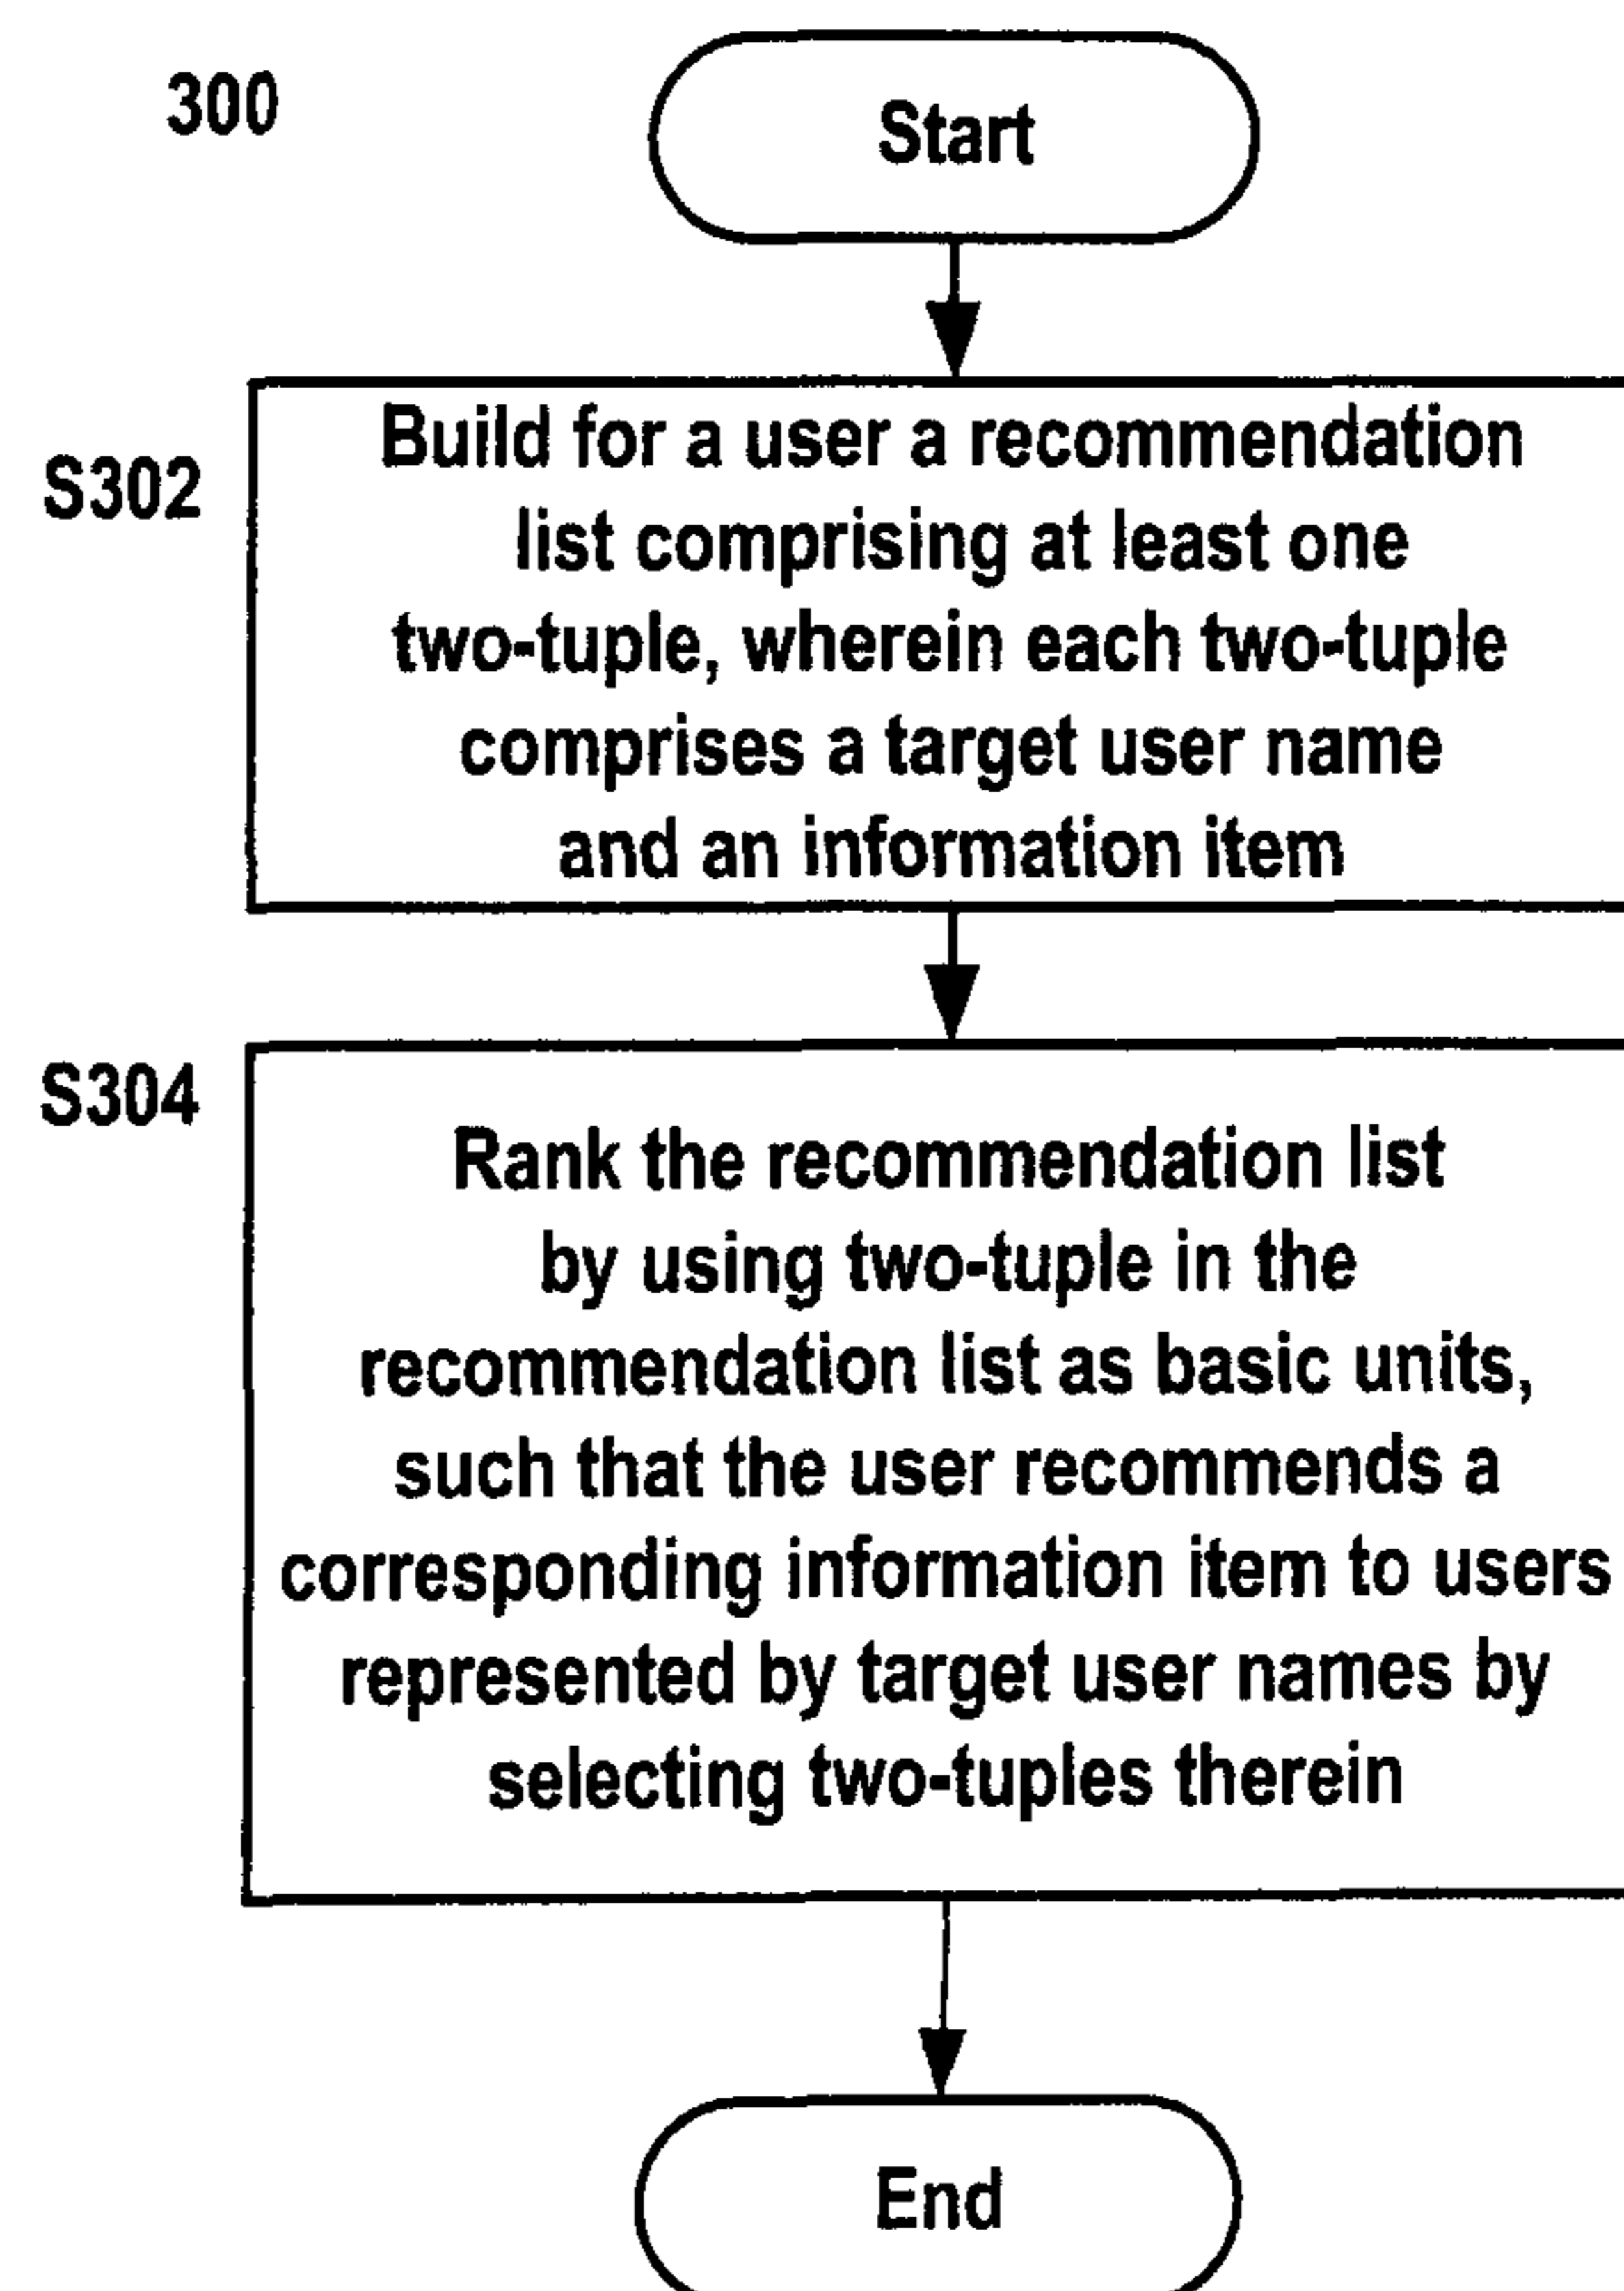 300
Start
S302
Build for a user a recommendation
list comprising at least one
two-tuple, wherein each two-tuple
comprises a target user name
and an information item
S304
Rank the recommendation list
by using two-tuple in the
recommendation list as basic units,
such that the user recommends a
corresponding information item to users
represented by target user names by
selecting two-tuples therein
End